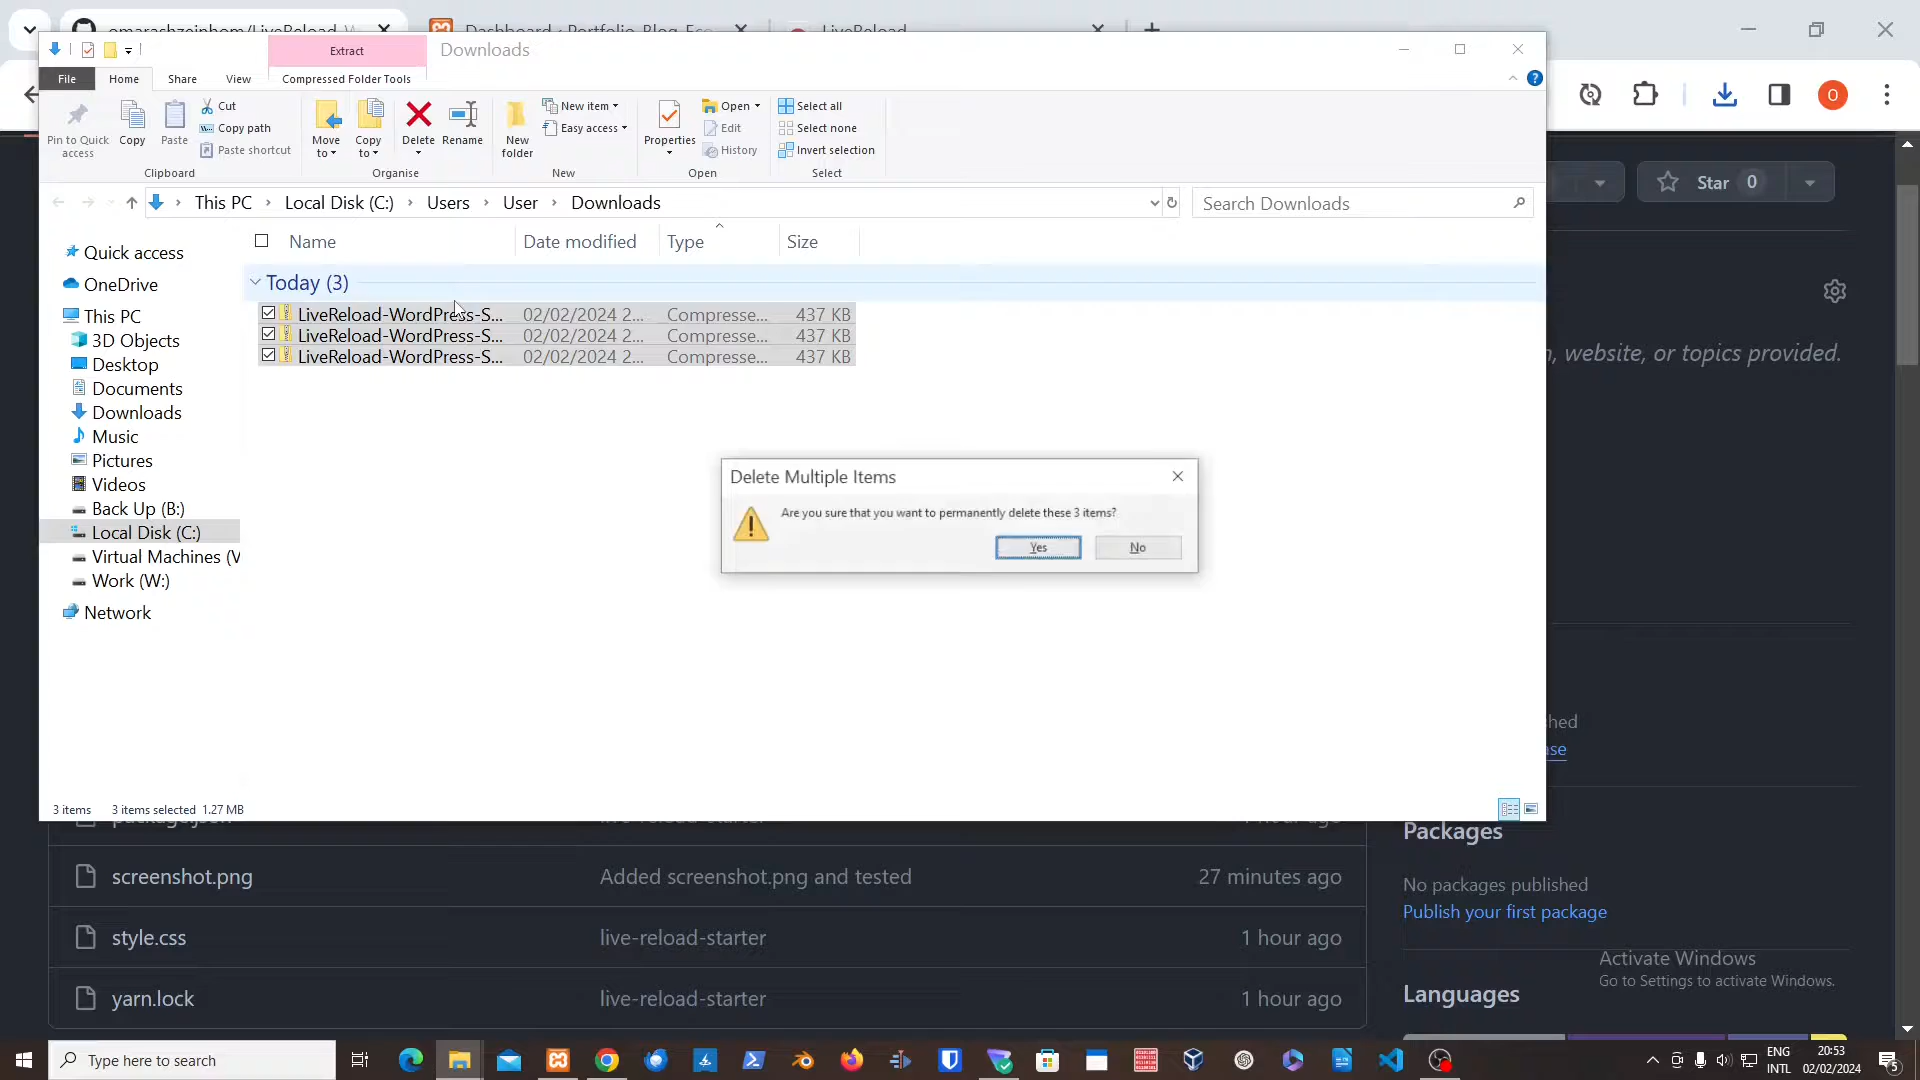 Dashboard ‹ Portfolio, Blog, Eco
LiveReload
Extract
Downloads
File
Home
Share
View
Compressed Folder Tools
Pin to Quick access
Copy
Paste
Cut
Copy path
Paste shortcut
Move to
Copy to
Delete
Rename
New folder
New item
Easy access
Properties
Open
Edit
History
Select all
Select none
Invert selection
Clipboard
Organise
New
Open
Select
Star 0
O
This PC > Local Disk (C:) > Users > User > Downloads
Search Downloads
Name
Date modified
Type
Size
Today (3)
LiveReload-WordPress-S... 02/02/2024 2... Compresse... 437 KB
LiveReload-WordPress-S... 02/02/2024 2... Compresse... 437 KB
LiveReload-WordPress-S... 02/02/2024 2... Compresse... 437 KB
Quick access
OneDrive
This PC
3D Objects
Desktop
Documents
Downloads
Music
Pictures
Videos
Back Up (B:)
Local Disk (C:)
Virtual Machines (V
Work (W:)
Network
Delete Multiple Items
Are you sure that you want to permanently delete these 3 items?
Yes
No
, website, or topics provided.
3 items
3 items selected 1.27 MB
Packages
No packages published
Publish your first package
Languages
screenshot.png Added screenshot.png and tested 27 minutes ago
style.css live-reload-starter 1 hour ago
yarn.lock live-reload-starter 1 hour ago
Activate Windows
Go to Settings to activate Windows.
Type here to search
ENG
INTL
20:53
02/02/2024
5